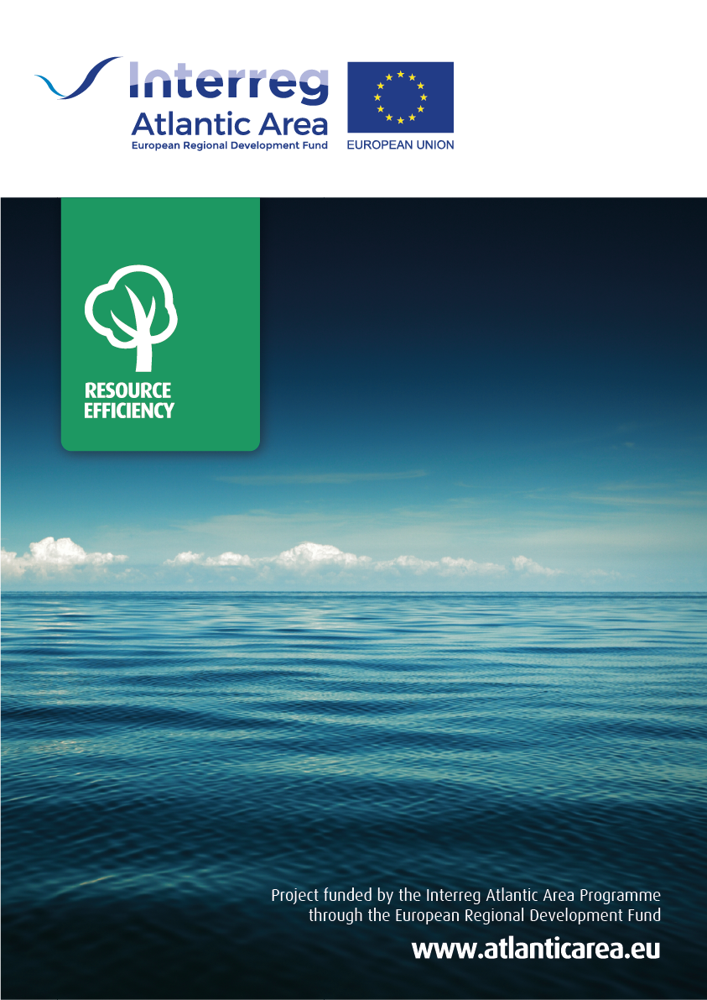 Interreg
Atlantic Area
European Regional Development Fund
EUROPEAN UNION
RESOURCE
EFFICIENCY
Project funded by the Interreg Atlantic Area Programme
through the European Regional Development Fund
www.atlanticarea.eu